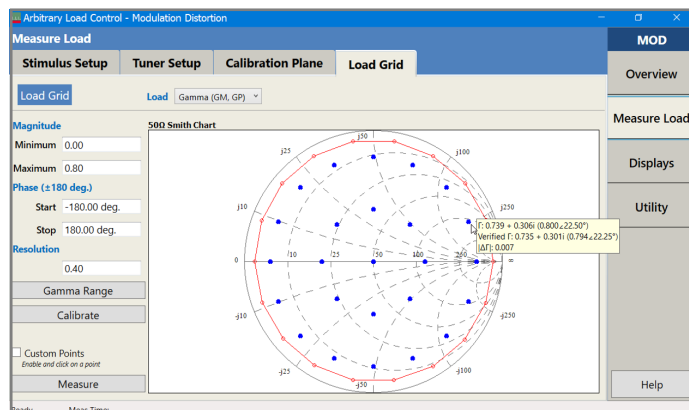 Arbitrary Load Control - Modulation Distortion
Measure Load
MOD
Stimulus Setup
Tuner Setup
Calibration Plane
Load Grid
Overview
Measure Load
Displays
Utility
Help
Load Grid
Load
Gamma (GM, GP)
Magnitude
Minimum 0.00
Maximum 0.80
Phase (±180 deg.)
Start -180.00 deg.
Stop 180.00 deg.
Resolution
0.40
Gamma Range
Calibrate
Custom Points
Enable and click on a point
Measure
50Ω Smith Chart
j50
j25
j100
j10
j250
0
10
25
50
100
250
∞
-j10
-j250
-j25
-j100
-j50
Γ: 0.739 + 0.306i (0.800∠22.50°)
Verified Γ: 0.735 + 0.301i (0.794∠22.25°)
|ΔΓ|: 0.007
Ready
Meas Time: